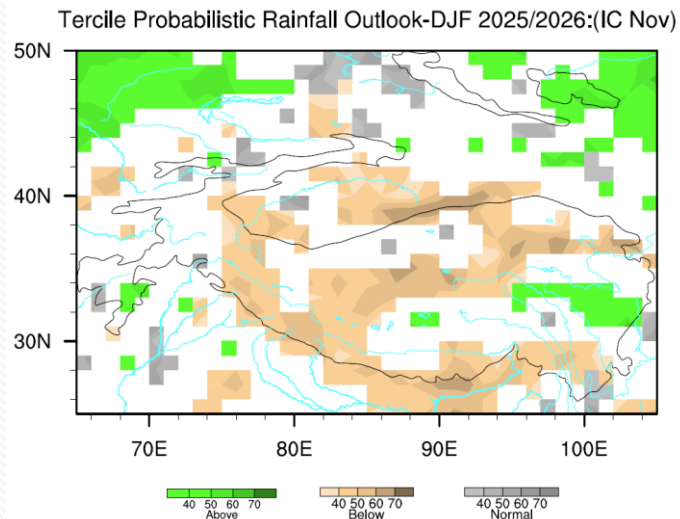 Tercile Probabilistic Rainfall Outlook-DJF 2025/2026:(IC Nov)
50N
40N
30N
70E 80E 90E 100E
40 50 60 70 40 50 60 70 40 50 60 70
Above Below Normal